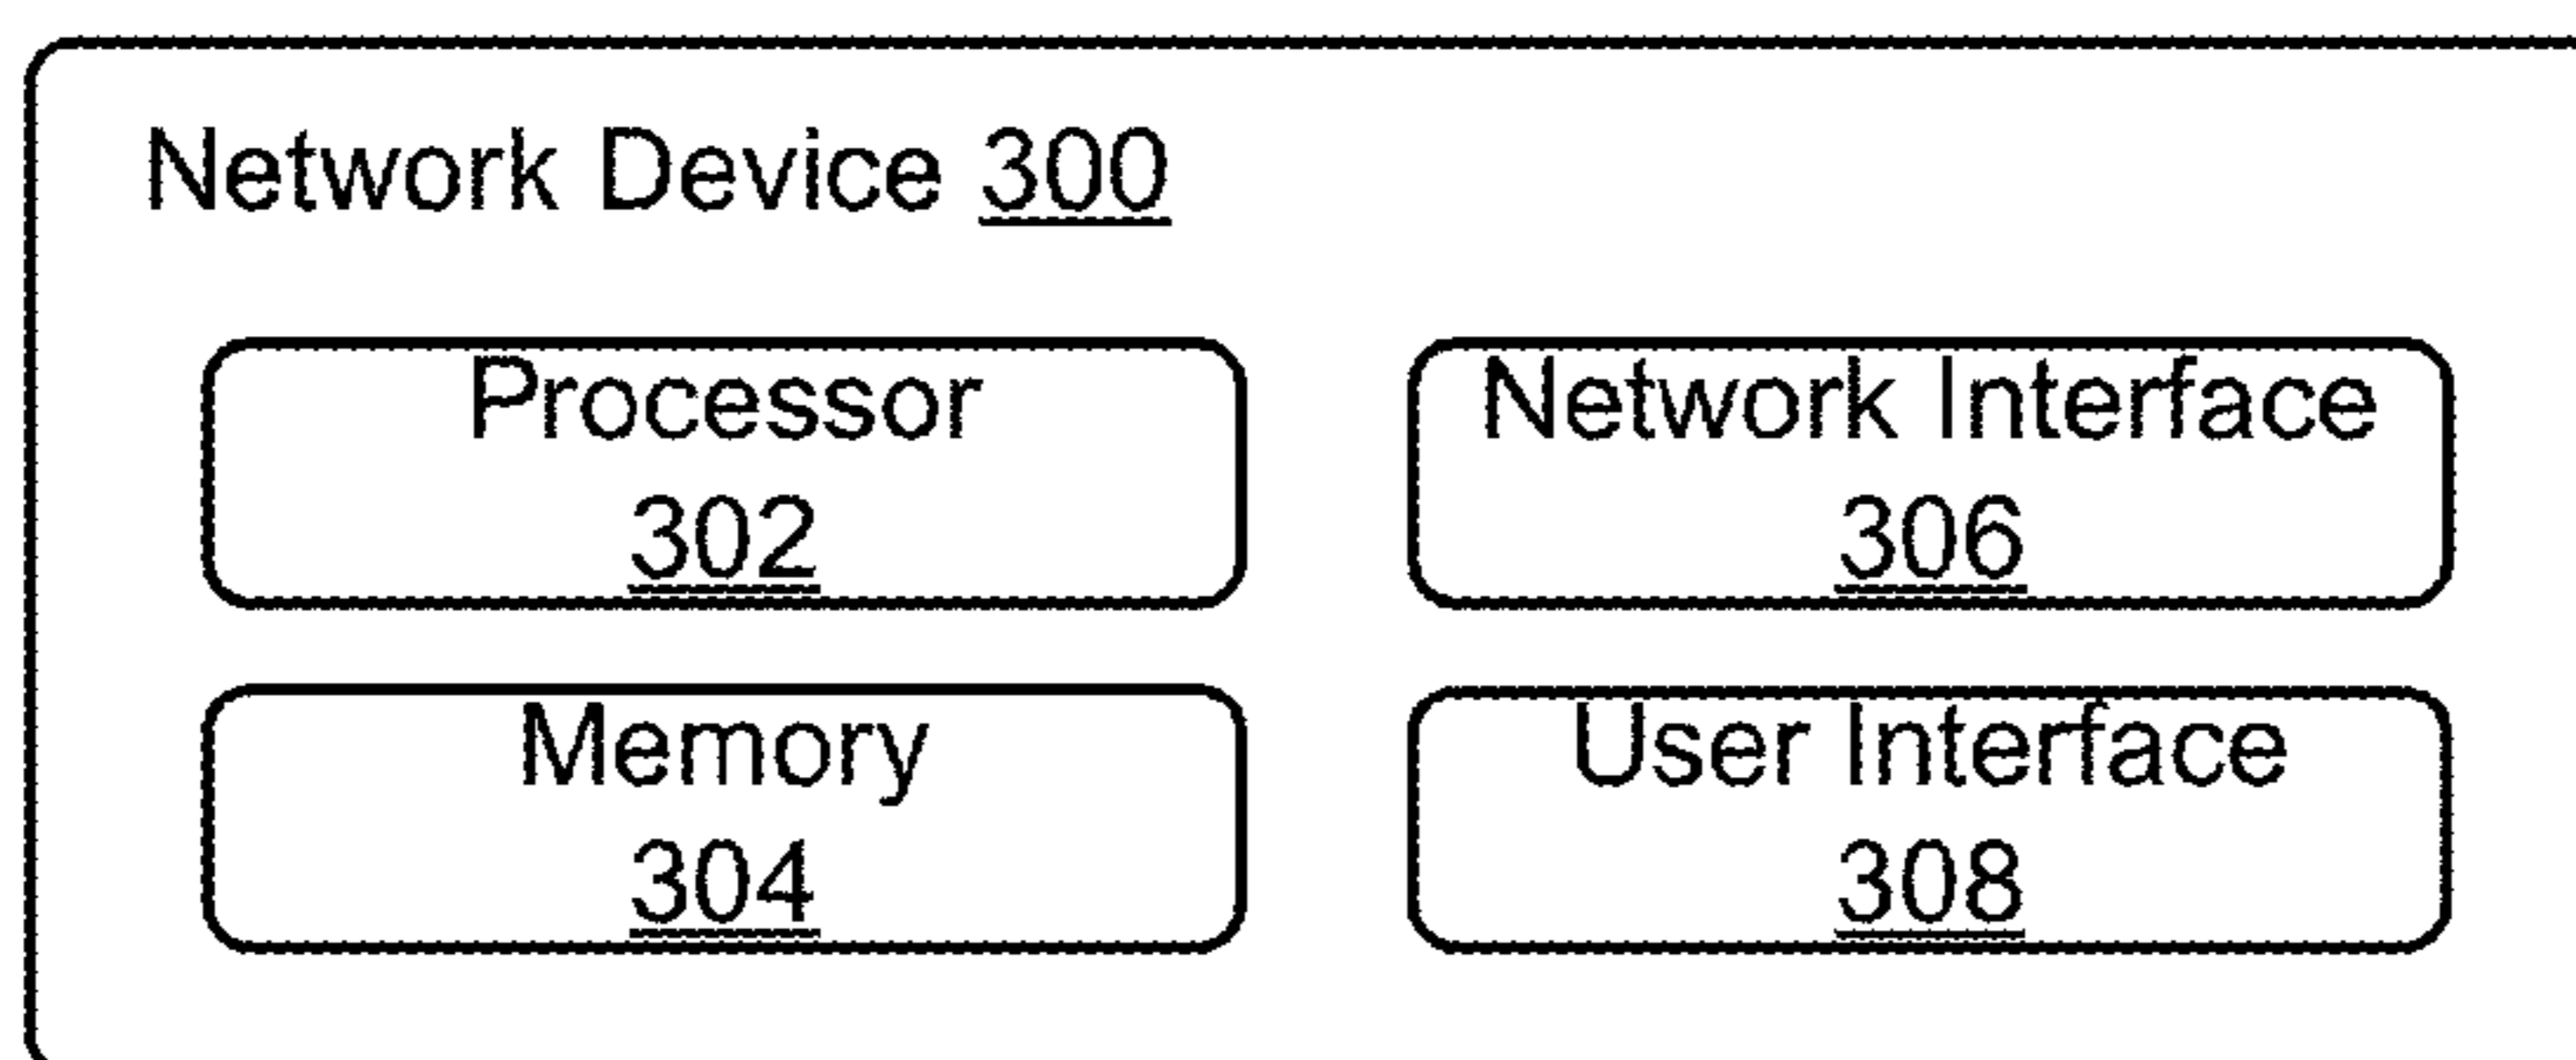 Network Device 300
Processor
302
Network Interface
306
Memory
304
User Interface
308